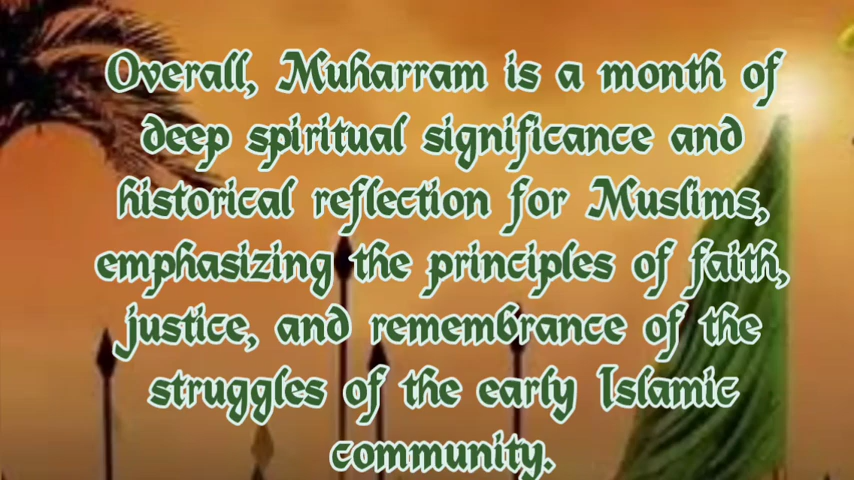 Overall, Muharram is a month of
deep spiritual significance and
historical reflection for Muslims,
emphasizing the principles of faith,
justice, and remembrance of the
struggles of the early Islamic
community.